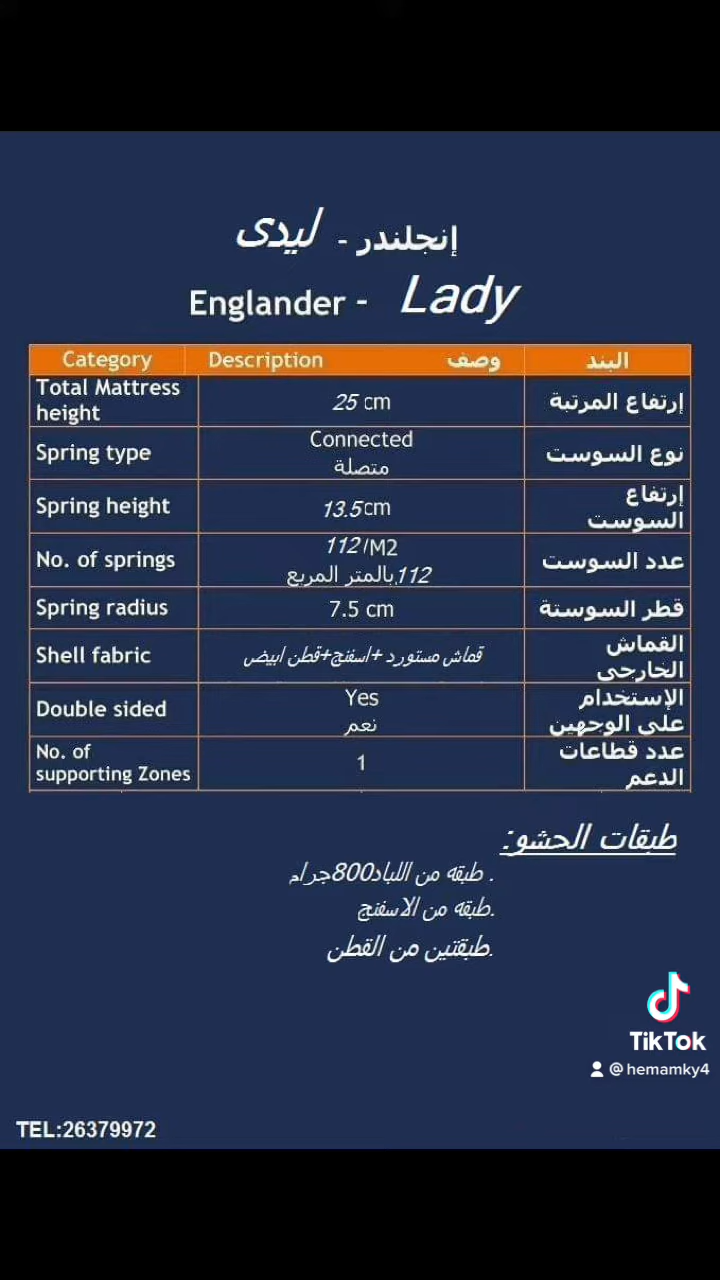 إنجلندر - ليدى
Englander - Lady
Category Description وصف البند
Total Mattress
height
25 cm
إرتفاع المرتبة
Spring type
Connected
متصلة
نوع السوست
Spring height
13.5cm
إرتفاع
السوست
No. of springs
112/M2
112بالمتر المربع
عدد السوست
Spring radius
7.5 cm
قطر السوستة
Shell fabric
قماش مستورد +اسفنج+قطن ابيض
القماش
الخارجى
Double sided
Yes
نعم
الإستخدام
على الوجهين
No. of
supporting Zones
1
عدد قطاعات
الدعم
طبقات الحشو:
. طبقه من اللباد800جرام
.طبقة من الاسفنج
.طبقتين من القطن
TikTok
@hemamky4
TEL:26379972